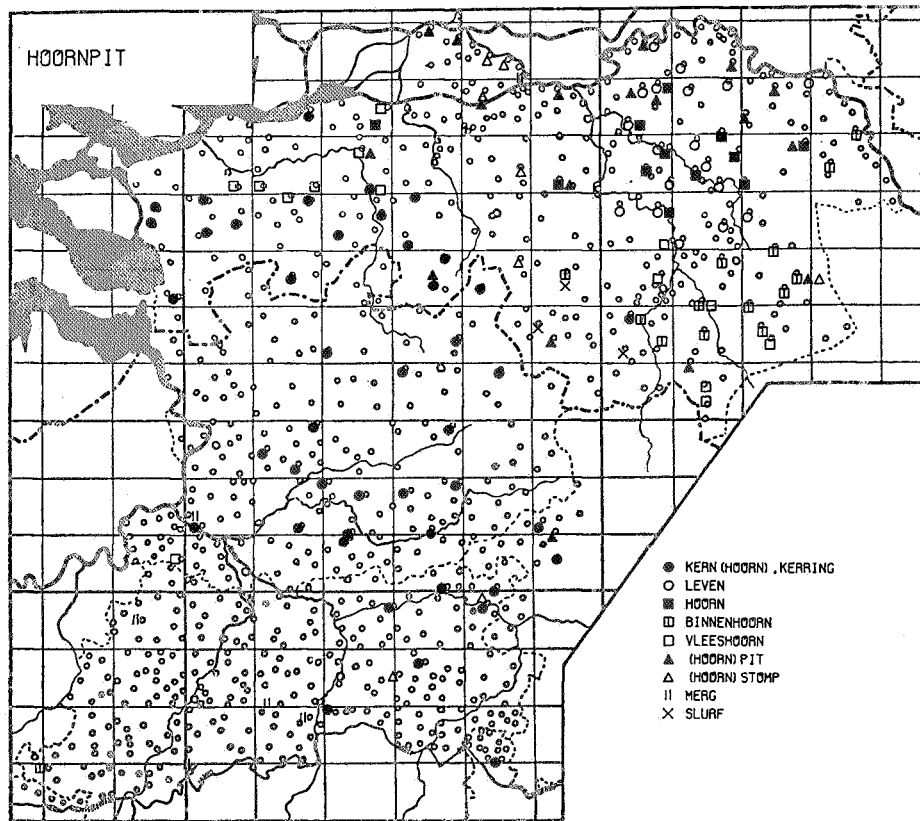 HOORNPIT
KERN (HOORN) , KERRING
LEVEN
HOORN
BINNENHOORN
VLEESHOORN
(HOORN) PIT
(HOORN) STOMP
MERG
SLURF